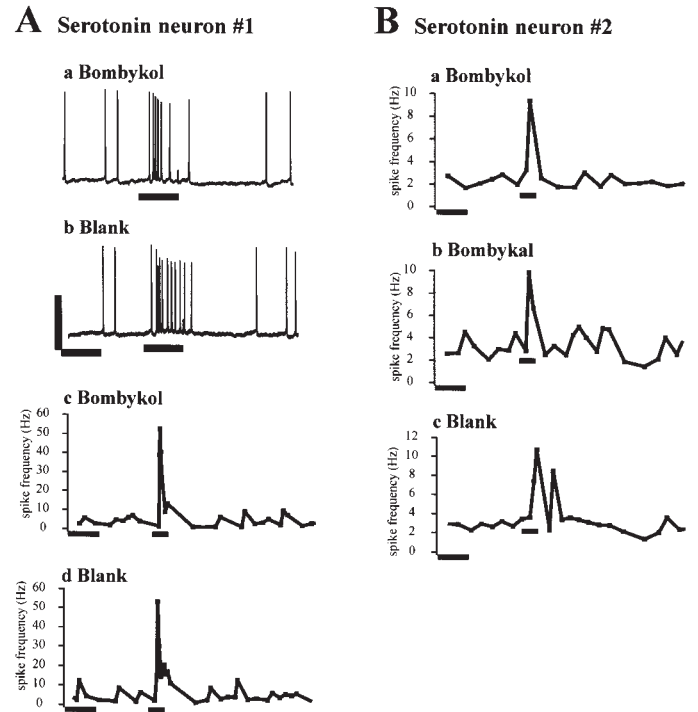 A Serotonin neuron #1
a Bombykol
b Blank
c Bombykol
spike frequency (Hz)
60
50
40
30
20
10
0
d Blank
spike frequency (Hz)
60
50
40
30
20
10
0
B Serotonin neuron #2
a Bombykol
spike frequency (Hz)
10
8
6
4
2
0
b Bombykal
spike frequency (Hz)
10
8
6
4
2
0
c Blank
spike frequency (Hz)
12
10
8
6
4
2
0